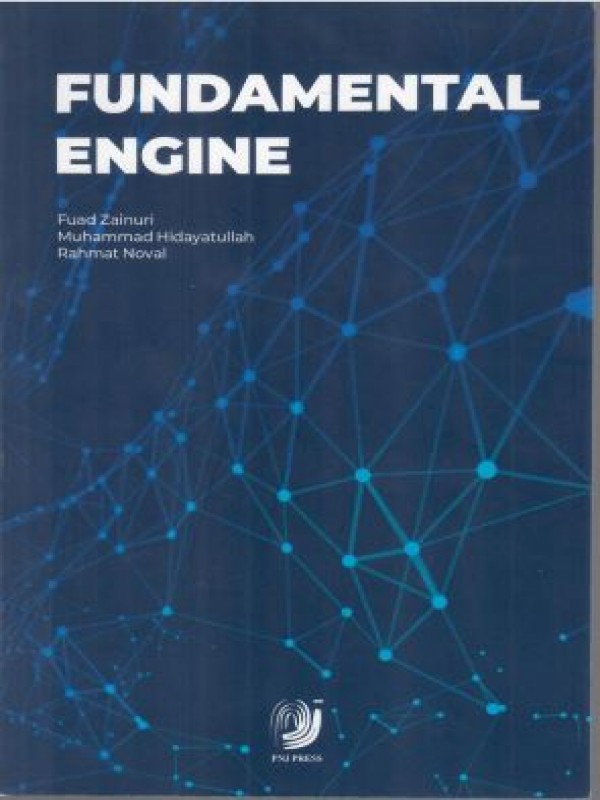 FUNDAMENTAL
ENGINE
Fuad Zainuri
Muhammad Hidayatullah
Rahmat Noval
PNJ PRESS